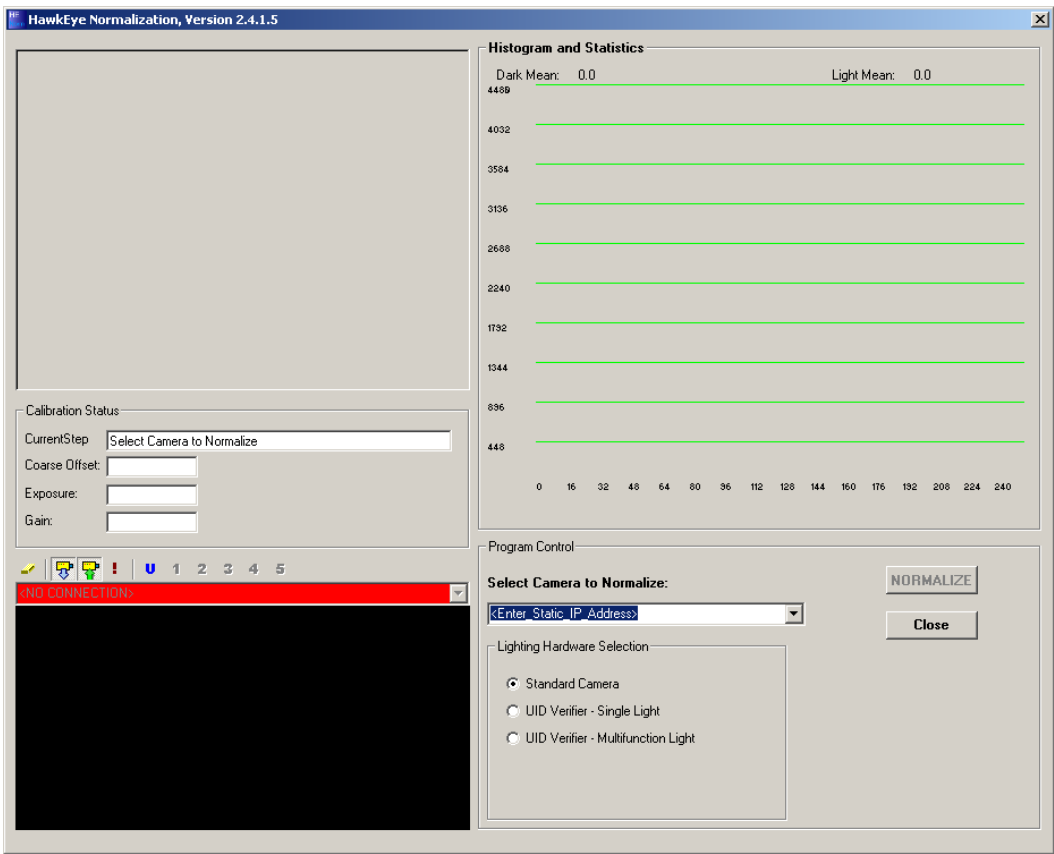 HawkEye Normalization, Version 2.4.1.5
Histogram and Statistics
Dark Mean: 0.0 Light Mean: 0.0
4480
4032
3584
3136
2688
2240
1792
1344
896
448
0 16 32 48 64 80 96 112 128 144 160 176 192 208 224 240
Calibration Status
CurrentStep Select Camera to Normalize
Coarse Offset:
Exposure:
Gain:
U 1 2 3 4 5
<NO CONNECTION>
Program Control
Select Camera to Normalize:
<Enter_Static_IP_Address>
NORMALIZE
Close
Lighting Hardware Selection
Standard Camera
UID Verifier - Single Light
UID Verifier - Multifunction Light